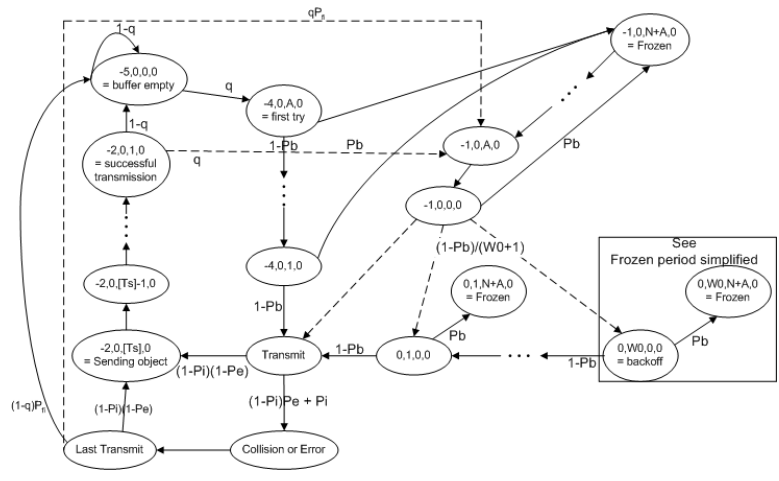 qPfl
1-q
-5,0,0,0
= buffer empty
q
-4,0,A,0
= first try
-1,0,N+A,0
= Frozen
1-q
-2,0,1,0
= successful
transmission
q
1-Pb
Pb
-1,0,A,0
Pb
-1,0,0,0
(1-Pb)/(W0+1)
See
Frozen period simplified
-4,0,1,0
-2,0,[Ts]-1,0
0,1,N+A,0
= Frozen
0,W0,N+A,0
= Frozen
1-Pb
Pb
Pb
-2,0,[Ts],0
= Sending object
(1-Pi)(1-Pe)
Transmit
1-Pb
0,1,0,0
1-Pb
0,W0,0,0
= backoff
(1-q)Pfl
(1-Pi)(1-Pe)
(1-Pi)Pe + Pi
Last Transmit
Collision or Error